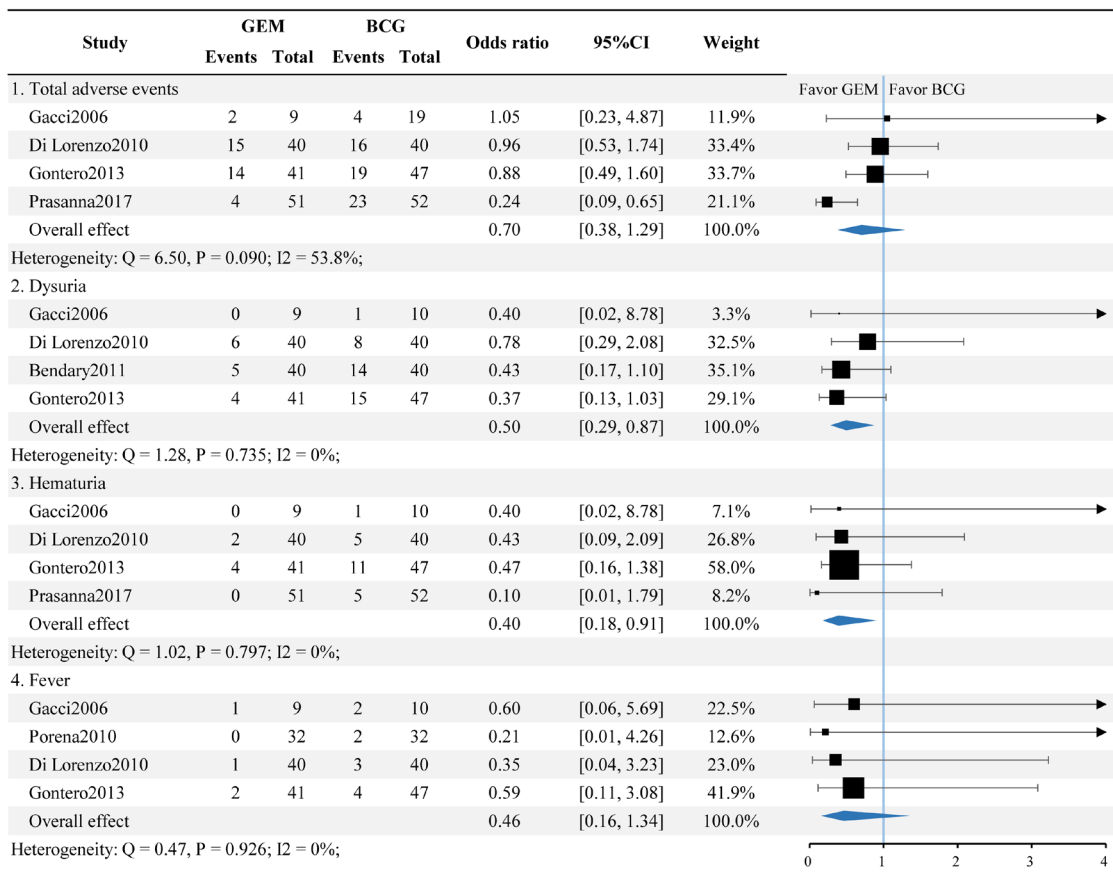 GEM BCG
Study Odds ratio 95%CI Weight
Events Total Events Total
1. Total adverse events Favor GEM Favor BCG
Gacci2006 2 9 4 19 1.05 [0.23, 4.87] 11.9%
Di Lorenzo2010 15 40 16 40 0.96 [0.53, 1.74] 33.4%
Gontero2013 14 41 19 47 0.88 [0.49, 1.60] 33.7%
Prasanna2017 4 51 23 52 0.24 [0.09, 0.65] 21.1%
Overall effect 0.70 [0.38, 1.29] 100.0%
Heterogeneity: Q = 6.50, P = 0.090; I2 = 53.8%;
2. Dysuria
Gacci2006 0 9 1 10 0.40 [0.02, 8.78] 3.3%
Di Lorenzo2010 6 40 8 40 0.78 [0.29, 2.08] 32.5%
Bendary2011 5 40 14 40 0.43 [0.17, 1.10] 35.1%
Gontero2013 4 41 15 47 0.37 [0.13, 1.03] 29.1%
Overall effect 0.50 [0.29, 0.87] 100.0%
Heterogeneity: Q = 1.28, P = 0.735; I2 = 0%;
3. Hematuria
Gacci2006 0 9 1 10 0.40 [0.02, 8.78] 7.1%
Di Lorenzo2010 2 40 5 40 0.43 [0.09, 2.09] 26.8%
Gontero2013 4 41 11 47 0.47 [0.16, 1.38] 58.0%
Prasanna2017 0 51 5 52 0.10 [0.01, 1.79] 8.2%
Overall effect 0.40 [0.18, 0.91] 100.0%
Heterogeneity: Q = 1.02, P = 0.797; I2 = 0%;
4. Fever
Gacci2006 1 9 2 10 0.60 [0.06, 5.69] 22.5%
Porena2010 0 32 2 32 0.21 [0.01, 4.26] 12.6%
Di Lorenzo2010 1 40 3 40 0.35 [0.04, 3.23] 23.0%
Gontero2013 2 41 4 47 0.59 [0.11, 3.08] 41.9%
Overall effect 0.46 [0.16, 1.34] 100.0%
Heterogeneity: Q = 0.47, P = 0.926; I2 = 0%;
0 1 2 3 4